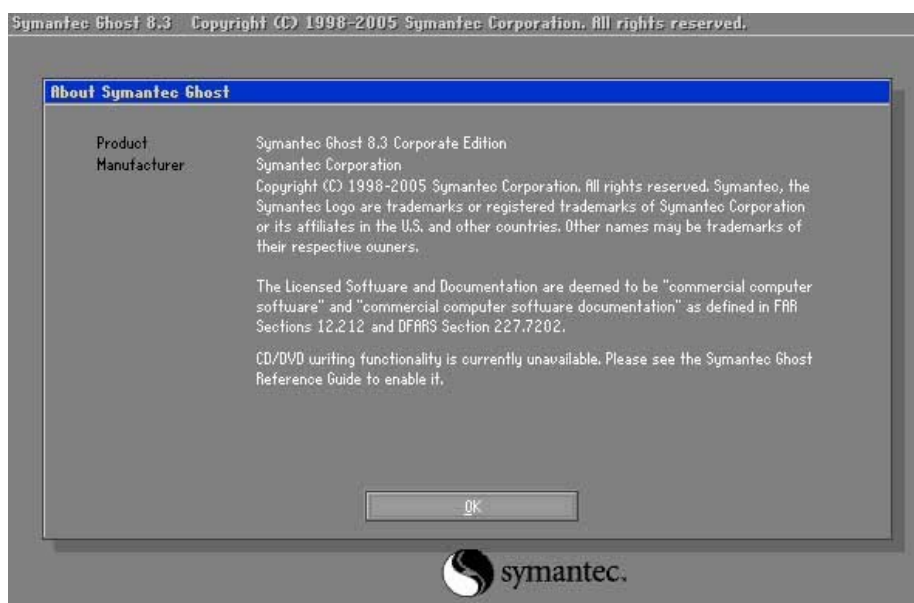 Symantec Ghost 8.3 Copyright (C) 1998-2005 Symantec Corporation. All rights reserved.
About Symantec Ghost
Product Symantec Ghost 8.3 Corporate Edition
Manufacturer Symantec Corporation
Copyright (C) 1998-2005 Symantec Corporation. All rights reserved. Symantec, the
Symantec Logo are trademarks or registered trademarks of Symantec Corporation
or its affiliates in the U.S. and other countries. Other names may be trademarks of
their respective owners.
The Licensed Software and Documentation are deemed to be "commercial computer
software" and "commercial computer software documentation" as defined in FAR
Sections 12.212 and DFARS Section 227.7202.
CD/DVD writing functionality is currently unavailable. Please see the Symantec Ghost
Reference Guide to enable it.
OK
symantec.